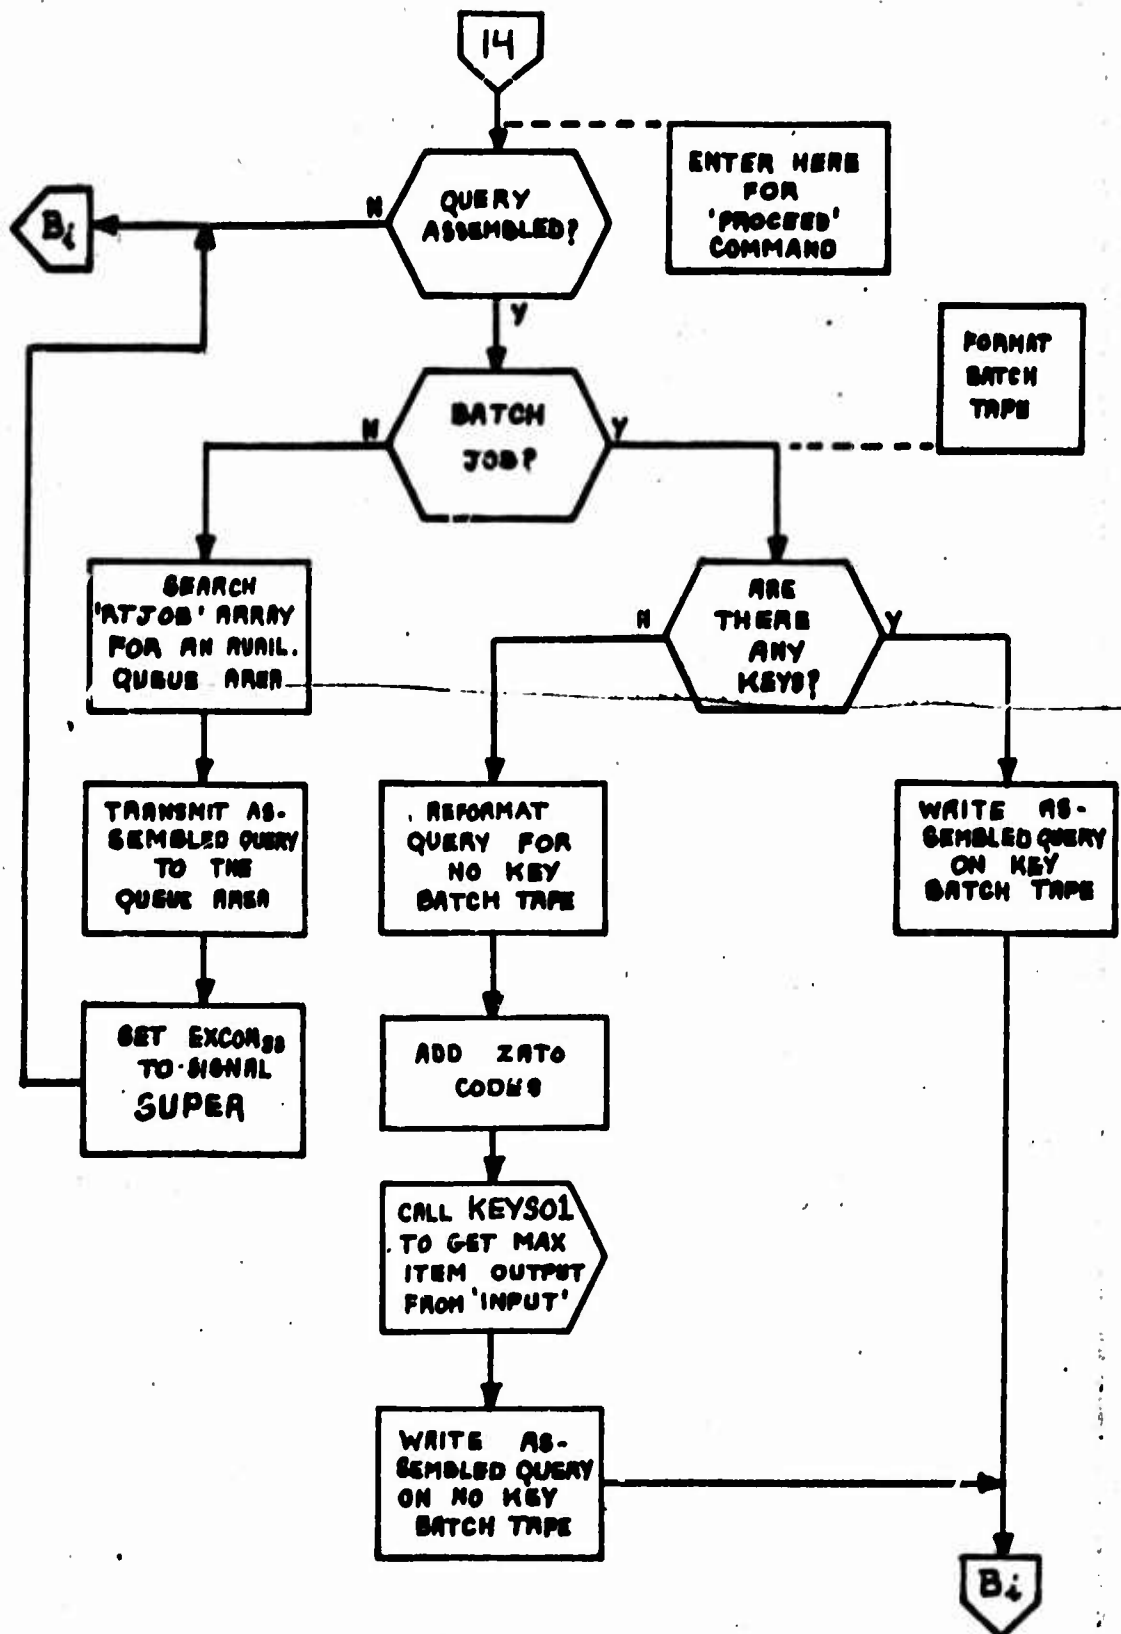 14
ENTER HERE
FOR
'PROCEED'
COMMAND
Bi
N
QUERY
ASSEMBLED?
Y
FORMAT
BATCH
TAPE
N
BATCH
JOB?
Y
SEARCH
'RTJOB' ARRAY
FOR AN AVAIL.
QUEUE AREA
N
ARE
THERE
ANY
KEYS?
Y
TRANSMIT AS-
SEMBLED QUERY
TO THE
QUEUE AREA
REFORMAT
QUERY FOR
NO KEY
BATCH TAPE
WRITE AS-
SEMBLED QUERY
ON KEY
BATCH TAPE
SET
TO SIGNAL
SUPER
ADD ZATO
CODES
CALL KEYS01
TO GET MAX
ITEM OUTPUT
FROM 'INPUT'
WRITE AS-
SEMBLED QUERY
ON NO KEY
BATCH TAPE
Bi